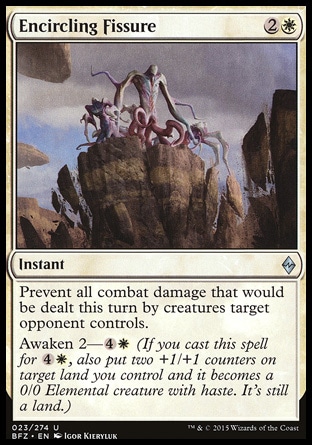 Encircling Fissure 2
Instant
Prevent all combat damage that would
be dealt this turn by creatures target
opponent controls.
Awaken 2—4 (If you cast this spell
for 4, also put two +1/+1 counters on
target land you control and it becomes a
0/0 Elemental creature with haste. It's still
a land.)
023/274 U
BFZ • EN Igor Kieryluk
™ & © 2015 Wizards of the Coast